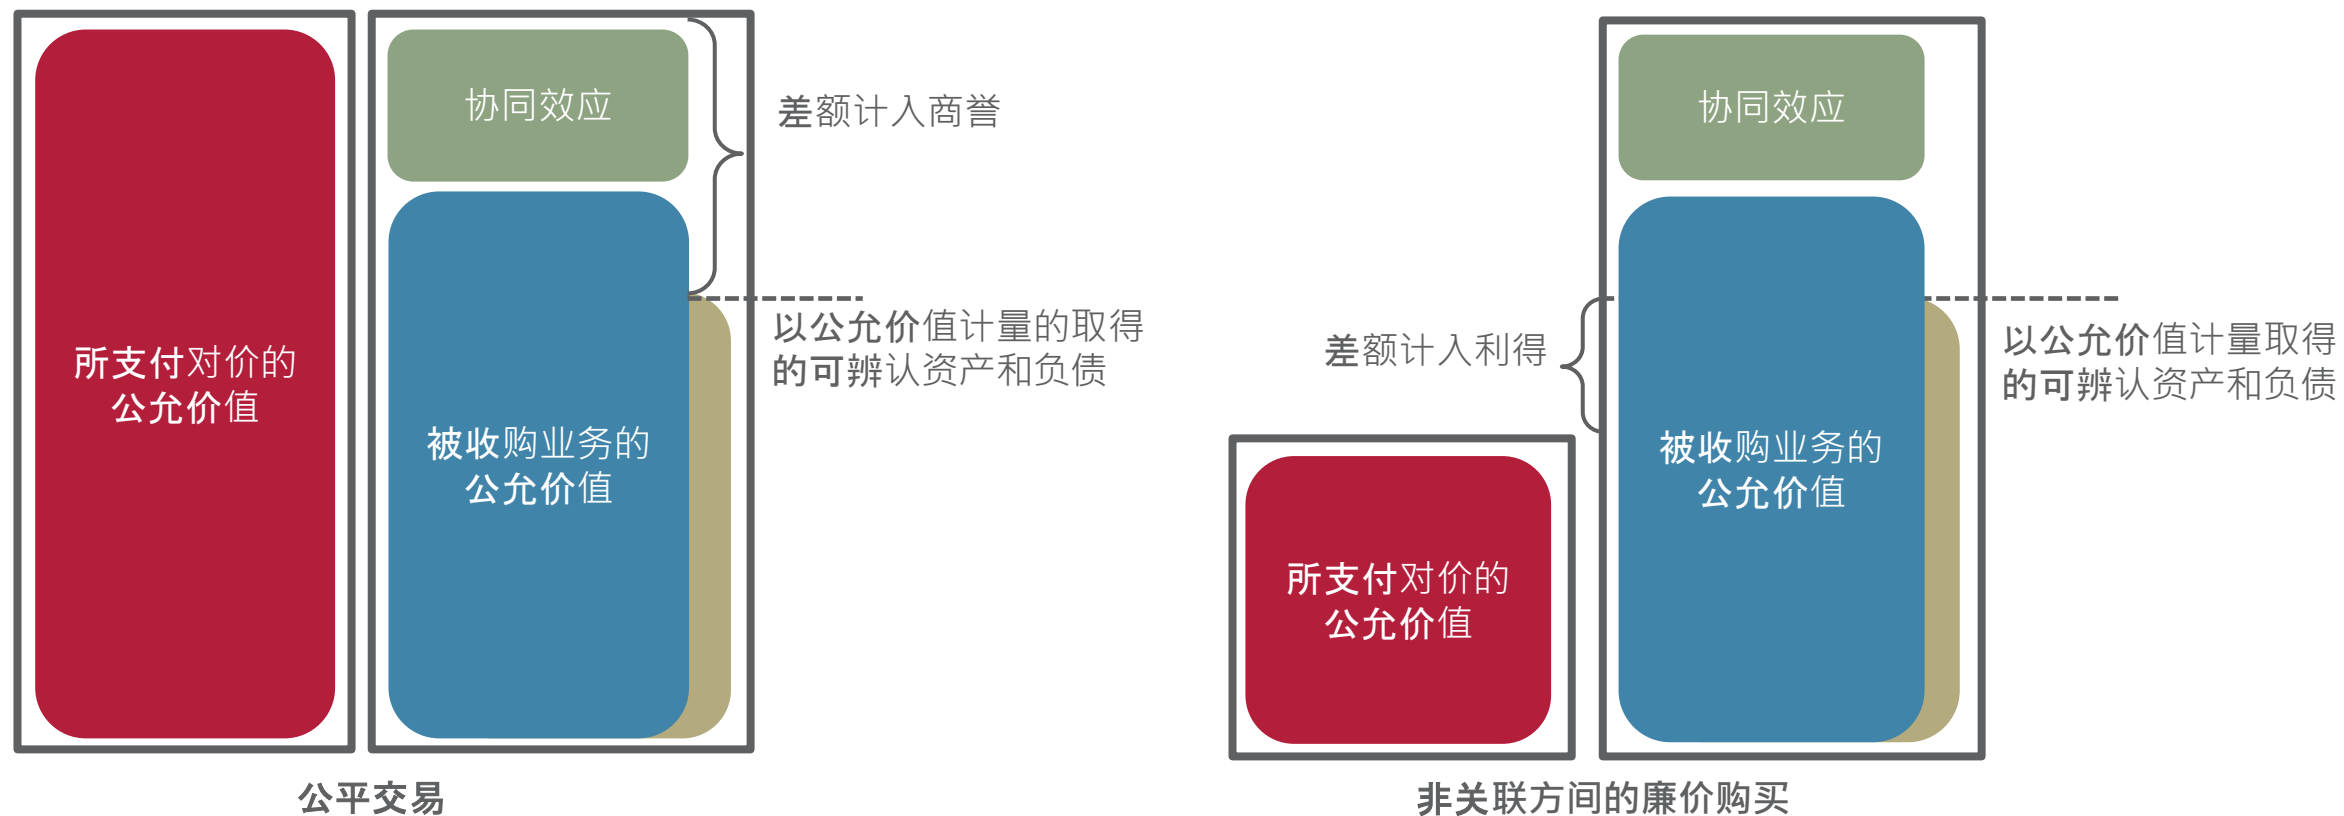 协同效应
差额计入商誉
所支付对价的
公允价值
被收购业务的
公允价值
以公允价值计量的取得
的可辨认资产和负债
公平交易
协同效应
差额计入利得
以公允价值计量取得
的可辨认资产和负债
所支付对价的
公允价值
被收购业务的
公允价值
非关联方间的廉价购买